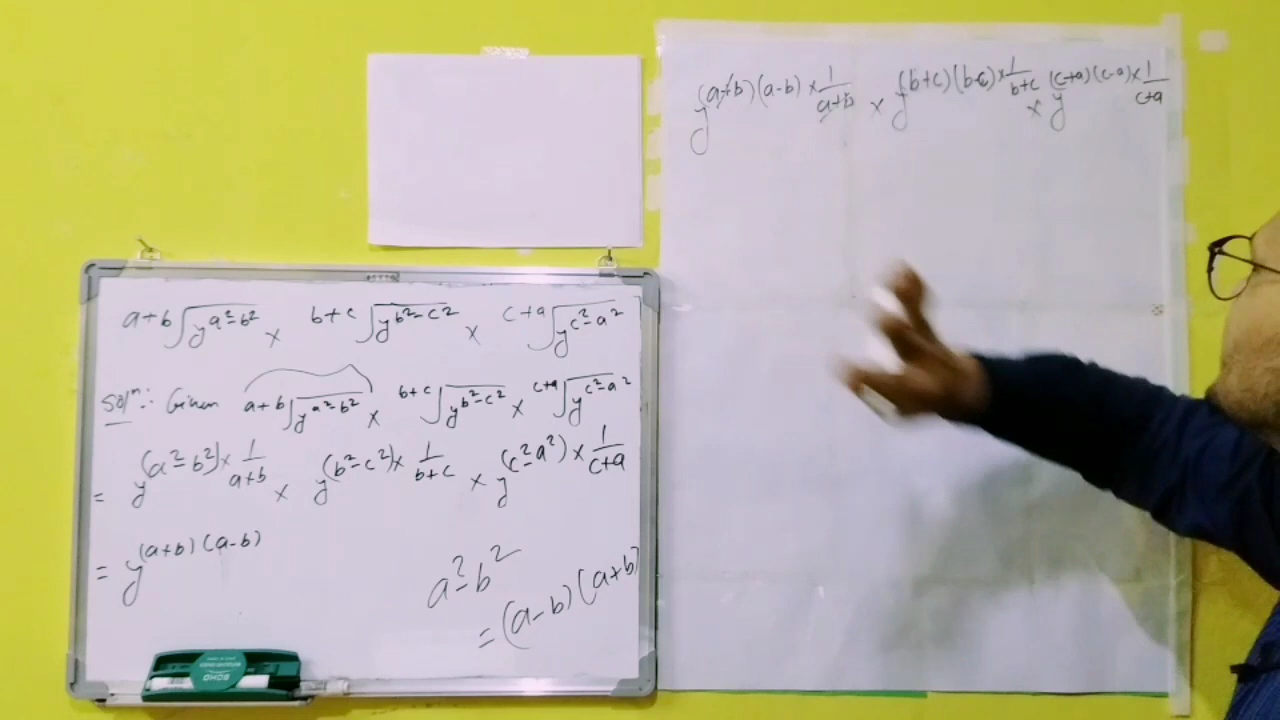 a+b√y^a²-b² × b+c√y^b²-c² × c+a√y^c²-a²
Solⁿ: Given a+b√y^a²-b² × b+c√y^b²-c² × c+a√y^c²-a²
= y^(a²-b²)×1/a+b × y^(b²-c²)×1/b+c × y^(c²-a²)×1/c+a
= y^(a+b)(a-b)
a²-b²
= (a-b)(a+b)
y^(a+b)(a-b)×1/a+b × y^(b+c)(b-c)×1/b+c × y^(c+a)(c-a)×1/c+a